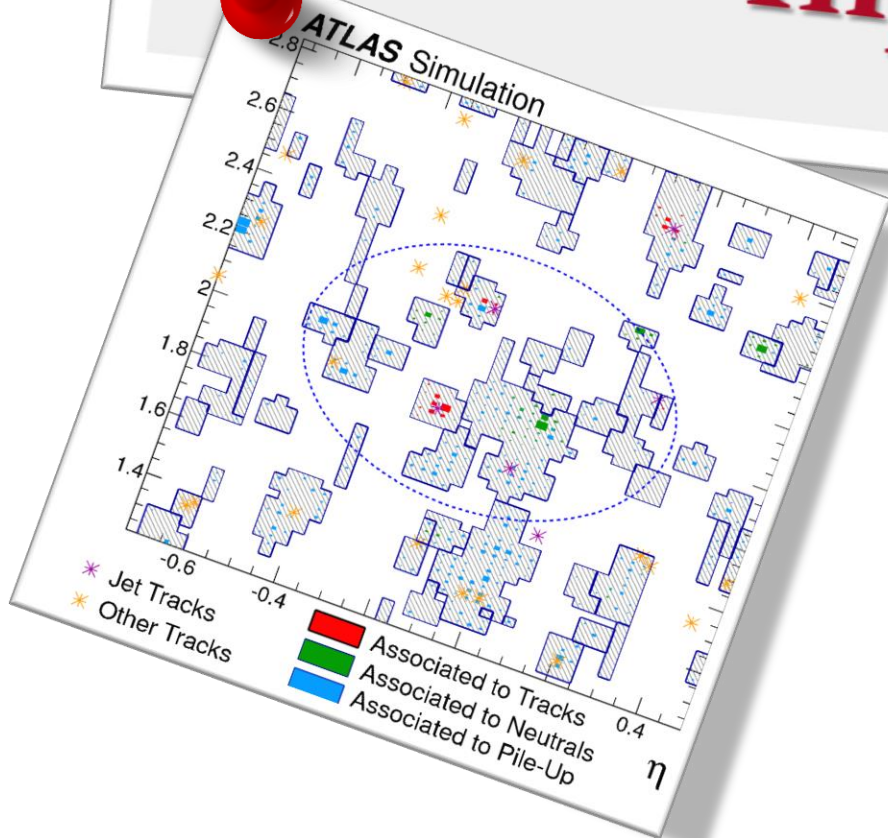 ATLAS Simulation
2.8
2.6
2.4
2.2
2
1.8
1.6
1.4
-0.6
-0.4
0.4
η
Jet Tracks
Other Tracks
Associated to Tracks
Associated to Neutrals
Associated to Pile-Up